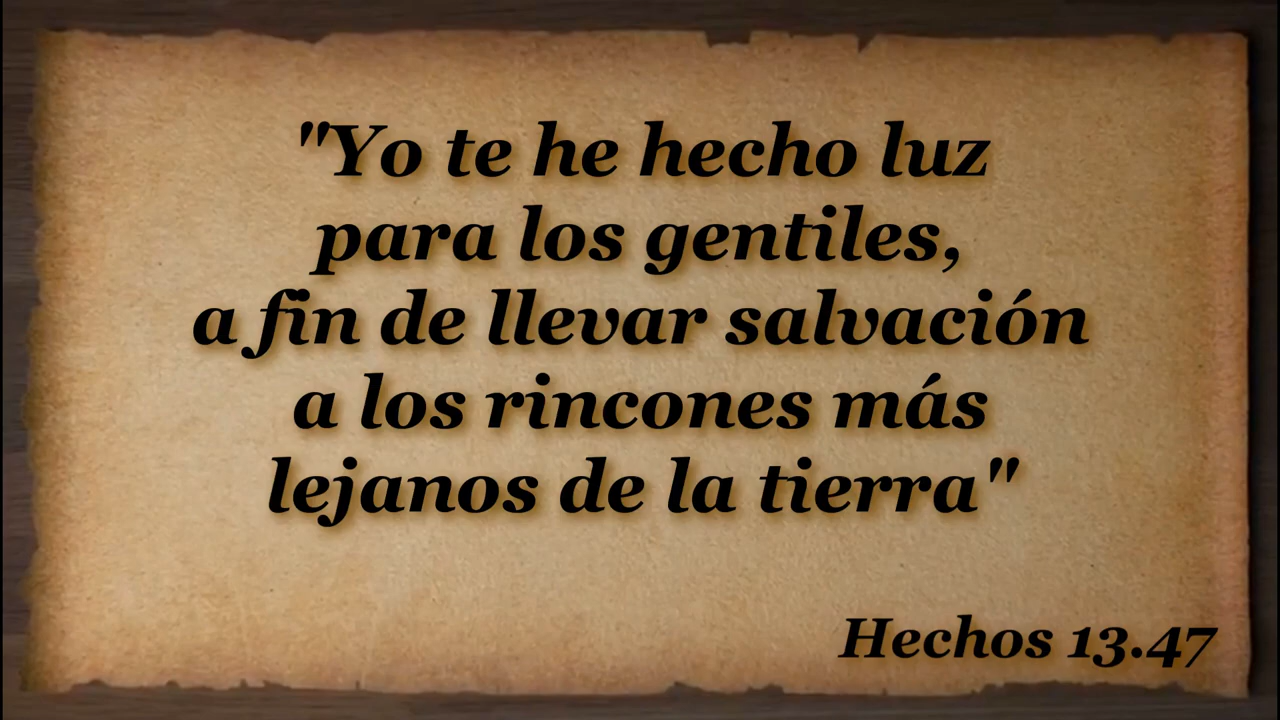 "Yo te he hecho luz
para los gentiles,
a fin de llevar salvación
a los rincones más
lejanos de la tierra"
Hechos 13.47